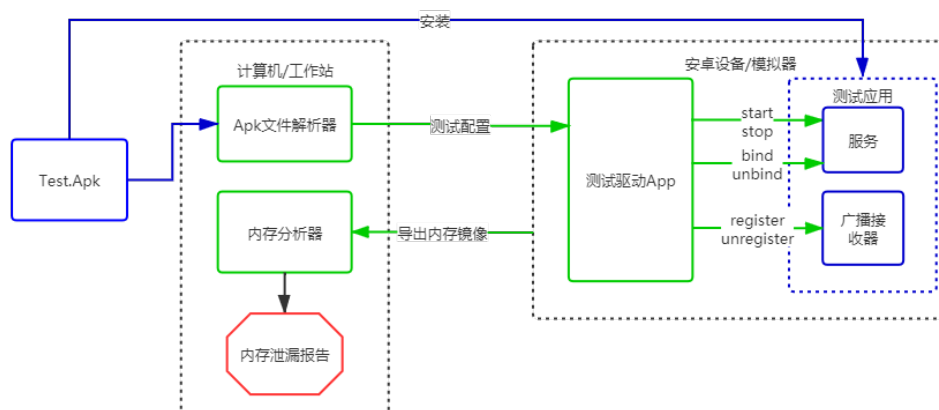 安装
计算机/工作站
安卓设备/模拟器
Test.Apk
Apk文件解析器
测试配置
测试驱动App
start
stop
bind
unbind
register
unregister
测试应用
服务
广播接
收器
内存分析器
导出内存镜像
内存泄漏报告